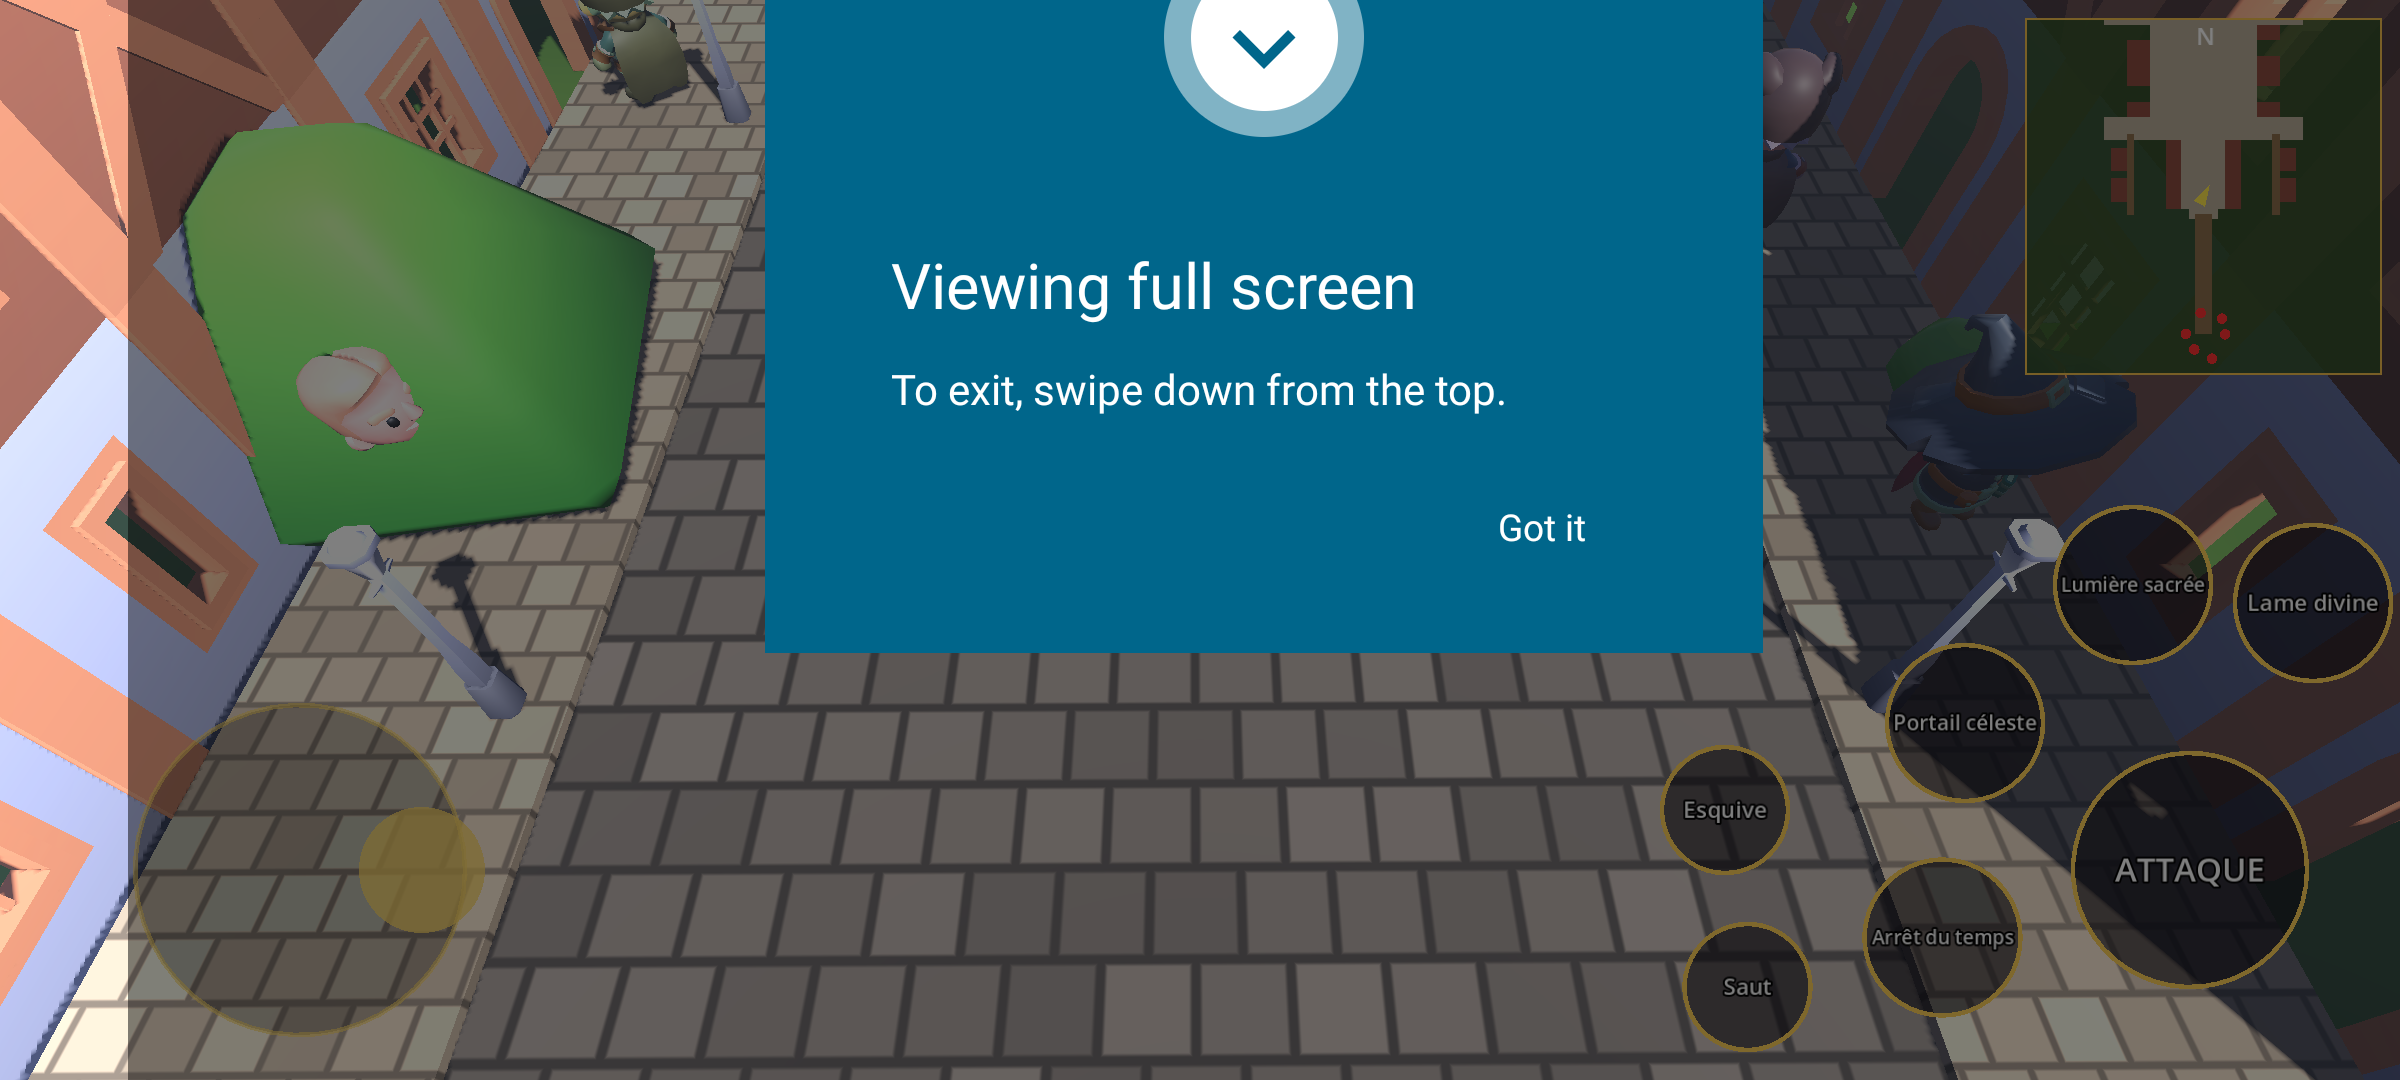 N
Viewing full screen
To exit, swipe down from the top.
Got it
Lumière sacrée
Lame divine
Portail céleste
Esquive
ATTAQUE
Arrêt du temps
Saut